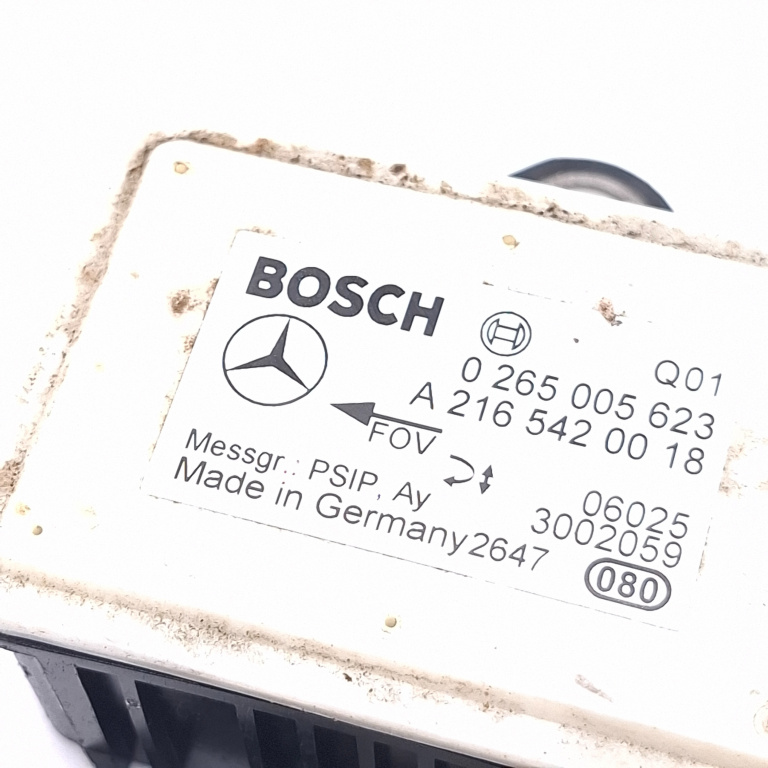 BOSCH
Q01
0 265 005 623
A 216 542 00 18
FOV
Messgr.: PSIP, Ay
06025
Made in Germany2647
3002059
080